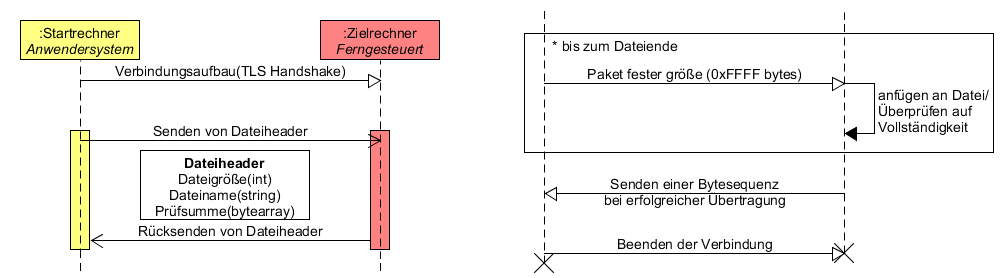 :Startrechner
Anwendersystem
:Zielrechner
Ferngesteuert
Verbindungsaufbau(TLS Handshake)
Senden von Dateiheader
Dateiheader
Dateigröße(int)
Dateiname(string)
Prüfsumme(bytearray)
Rücksenden von Dateiheader
* bis zum Dateiende
Paket fester größe (0xFFFF bytes)
anfügen an Datei/
Überprüfen auf
Vollständigkeit
Senden einer Bytesequenz
bei erfolgreicher Übertragung
Beenden der Verbindung